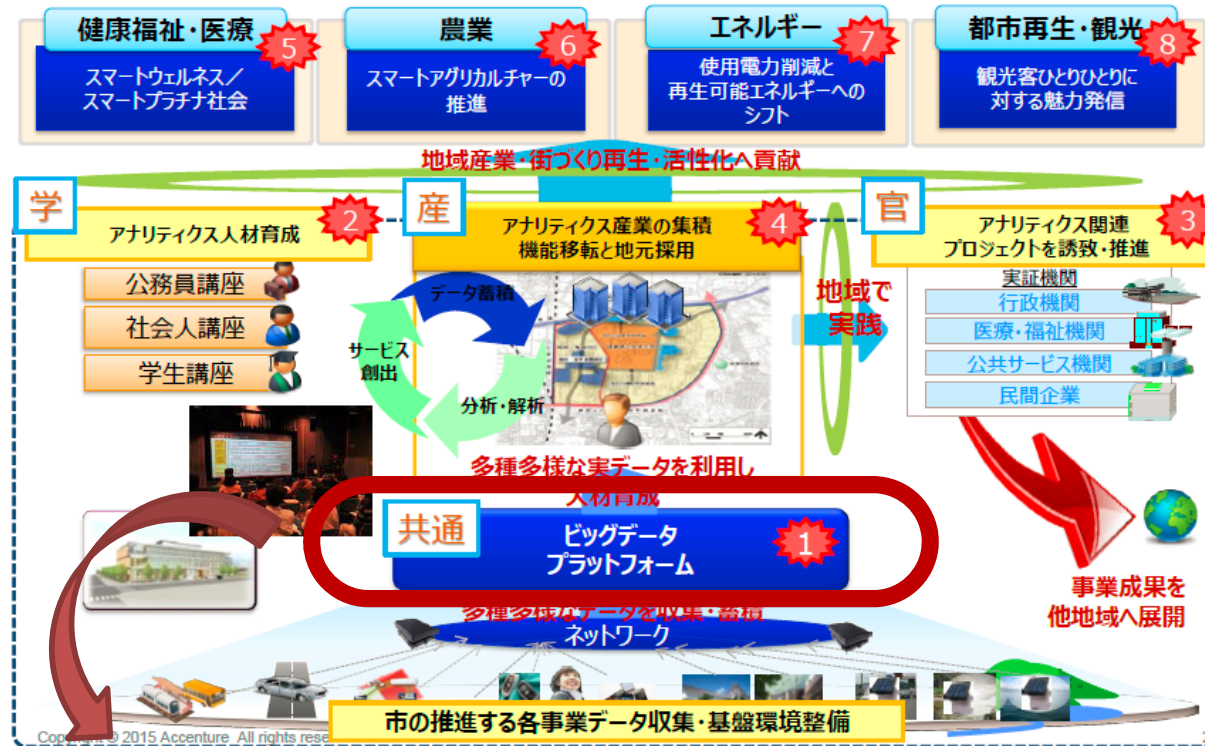 健康福祉・医療
5
スマートウェルネス／
スマートプラチナ社会
農業
6
スマートアグリカルチャーの
推進
エネルギー
7
使用電力削減と
再生可能エネルギーへの
シフト
都市再生・観光
8
観光客ひとりひとりに
対する魅力発信
地域産業・街づくり再生・活性化へ貢献
学
2
アナリティクス人材育成
公務員講座
社会人講座
学生講座
産
4
アナリティクス産業の集積
機能移転と地元採用
データ蓄積
サービス
創出
分析・解析
多種多様な実データを利用し
人材育成
地域で
実践
官
3
アナリティクス関連
プロジェクトを誘致・推進
実証機関
行政機関
医療・福祉機関
公共サービス機関
民間企業
事業成果を
他地域へ展開
共通
ビッグデータ
プラットフォーム
1
多種多様なデータを収集・蓄積
ネットワーク
市の推進する各事業データ収集・基盤環境整備
© 2015 Accenture All rights